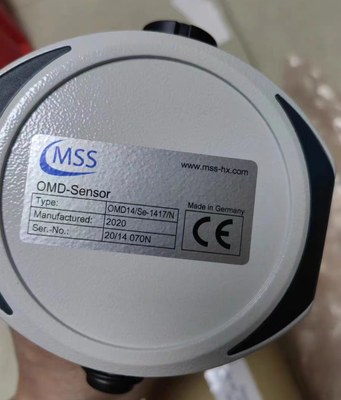 MSS
www.mss-hx.com
OMD-Sensor
Made in Germany
Type: OMD14/Se-1417/N
Manufactured: 2020
Ser.-No.: 20/14 070N
CE